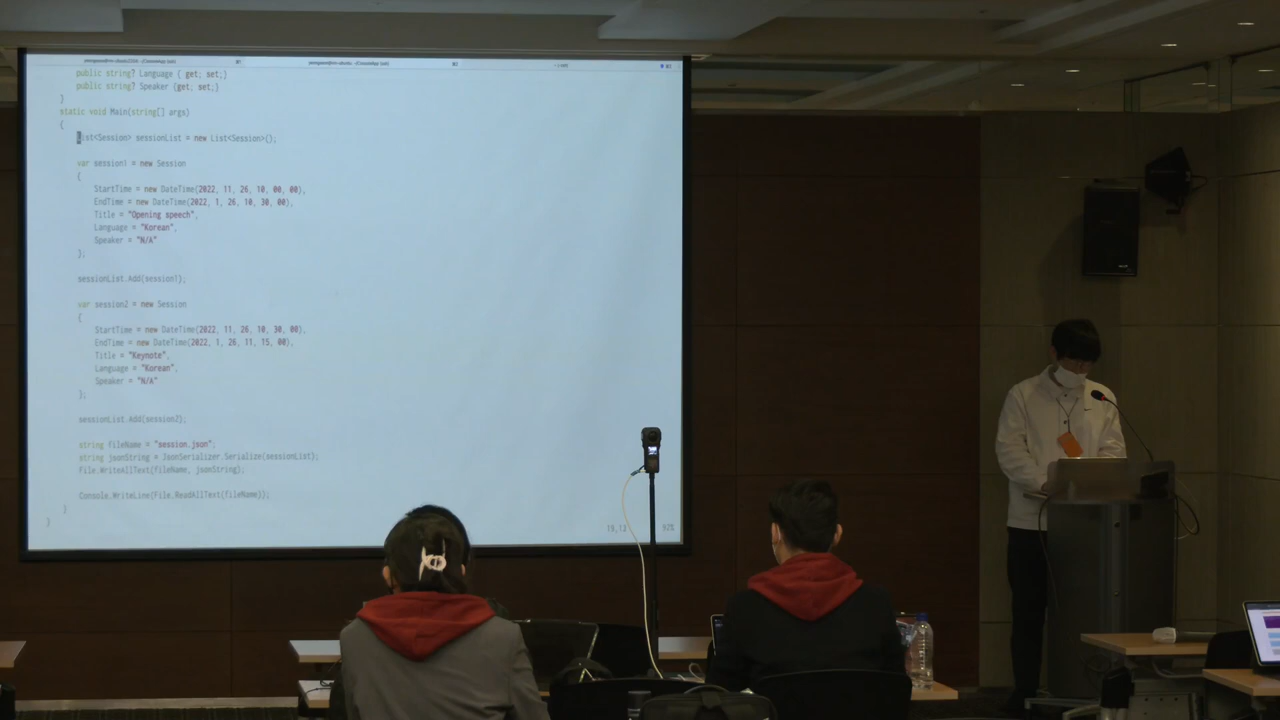 public string? Language { get; set;}
public string? Speaker {get; set;}
}
static void Main(string[] args)
{
List<Session> sessionList = new List<Session>();
var session1 = new Session
{
StartTime = new DateTime(2022, 11, 26, 10, 00, 00),
EndTime = new DateTime(2022, 1, 26, 10, 30, 00),
Title = "Opening speech",
Language = "Korean",
Speaker = "N/A"
};
sessionList.Add(session1);
var session2 = new Session
{
StartTime = new DateTime(2022, 11, 26, 10, 30, 00),
EndTime = new DateTime(2022, 1, 26, 11, 15, 00),
Title = "Keynote",
Language = "Korean",
Speaker = "N/A"
};
sessionList.Add(session2);
string fileName = "session.json";
string jsonString = JsonSerializer.Serialize(sessionList);
File.WriteAllText(fileName, jsonString);
Console.WriteLine(File.ReadAllText(fileName));
}
}
92%